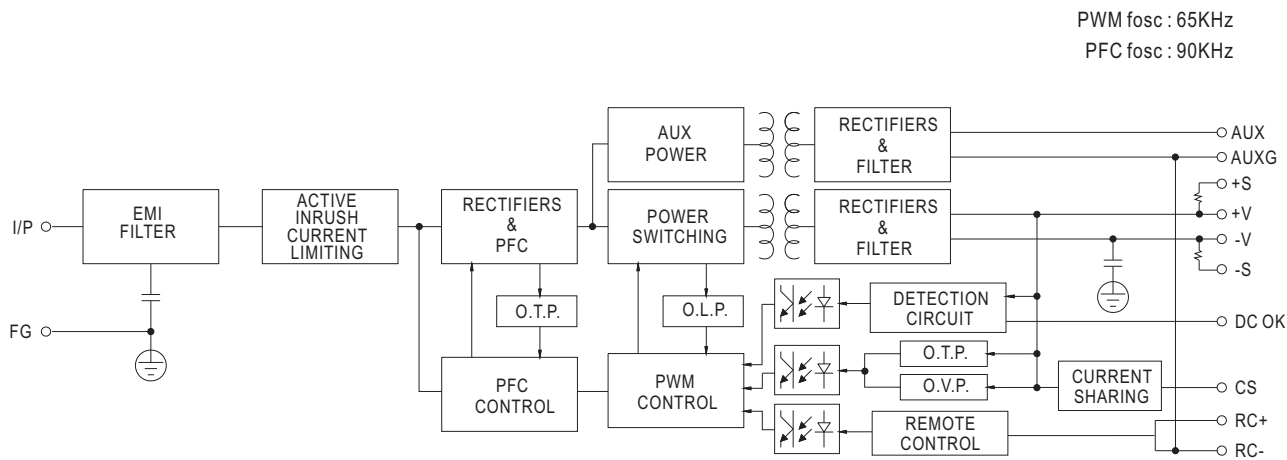 PWM fosc : 65KHz
PFC fosc : 90KHz
AUX
POWER
RECTIFIERS
&
FILTER
AUX
AUXG
I/P
EMI
FILTER
ACTIVE
INRUSH
CURRENT
LIMITING
RECTIFIERS
&
PFC
POWER
SWITCHING
RECTIFIERS
&
FILTER
+S
+V
-V
-S
FG
O.T.P.
O.L.P.
DETECTION
CIRCUIT
DC OK
PFC
CONTROL
PWM
CONTROL
O.T.P.
O.V.P.
CURRENT
SHARING
CS
REMOTE
CONTROL
RC+
RC-